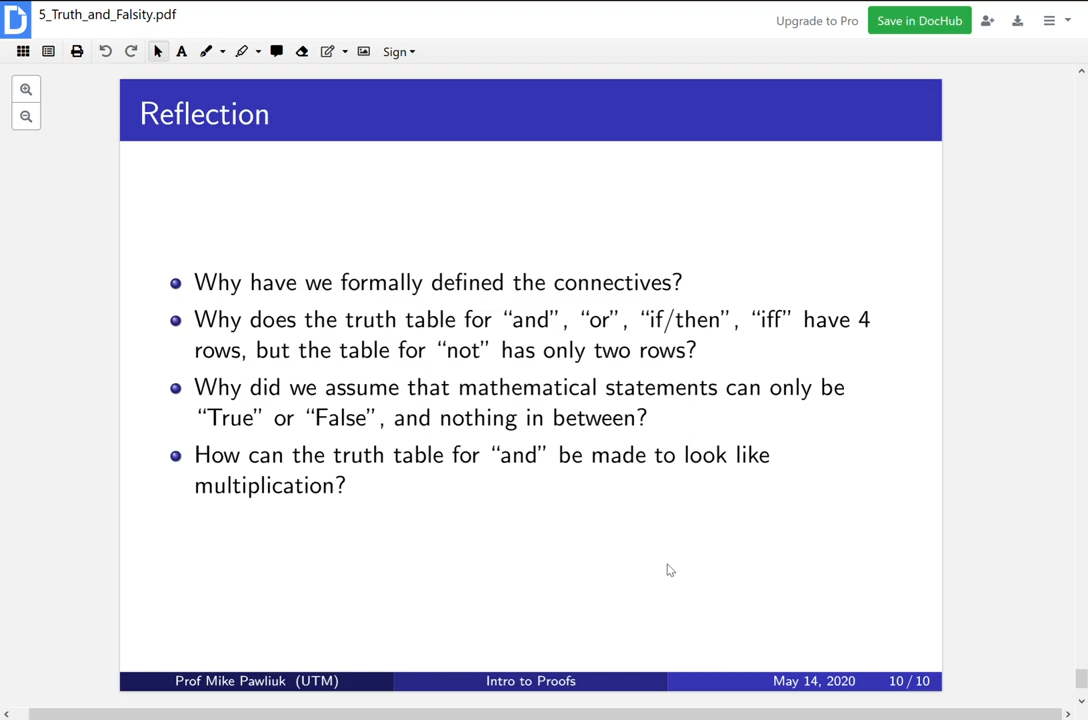 5_Truth_and_Falsity.pdf
Upgrade to Pro
Save in DocHub
A
Sign
Reflection
Why have we formally defined the connectives?
Why does the truth table for “and”, “or”, “if/then”, “iff” have 4
rows, but the table for “not” has only two rows?
Why did we assume that mathematical statements can only be
“True” or “False”, and nothing in between?
How can the truth table for “and” be made to look like
multiplication?
Prof Mike Pawliuk (UTM)
Intro to Proofs
May 14, 2020
10 / 10